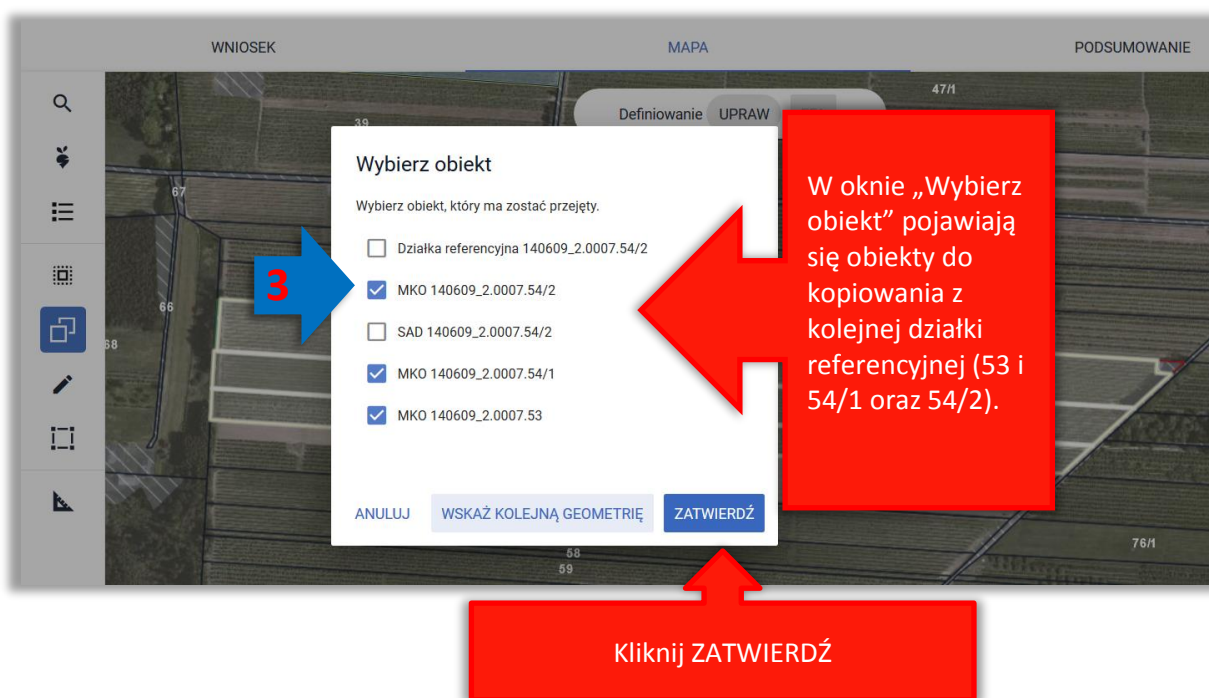 WNIOSEK
MAPA
PODSUMOWANIE
47/1
39
Definiowanie UPRAW
67
66
68
Wybierz obiekt
Wybierz obiekt, który ma zostać przejęty.
Działka referencyjna 140609_2.0007.54/2
MKO 140609_2.0007.54/2
SAD 140609_2.0007.54/2
MKO 140609_2.0007.54/1
MKO 140609_2.0007.53
ANULUJ
WSKAŻ KOLEJNĄ GEOMETRIĘ
ZATWIERDŹ
3
W oknie „Wybierz
obiekt” pojawiają
się obiekty do
kopiowania z
kolejnej działki
referencyjnej (53 i
54/1 oraz 54/2).
76/1
58
59
Kliknij ZATWIERDŹ